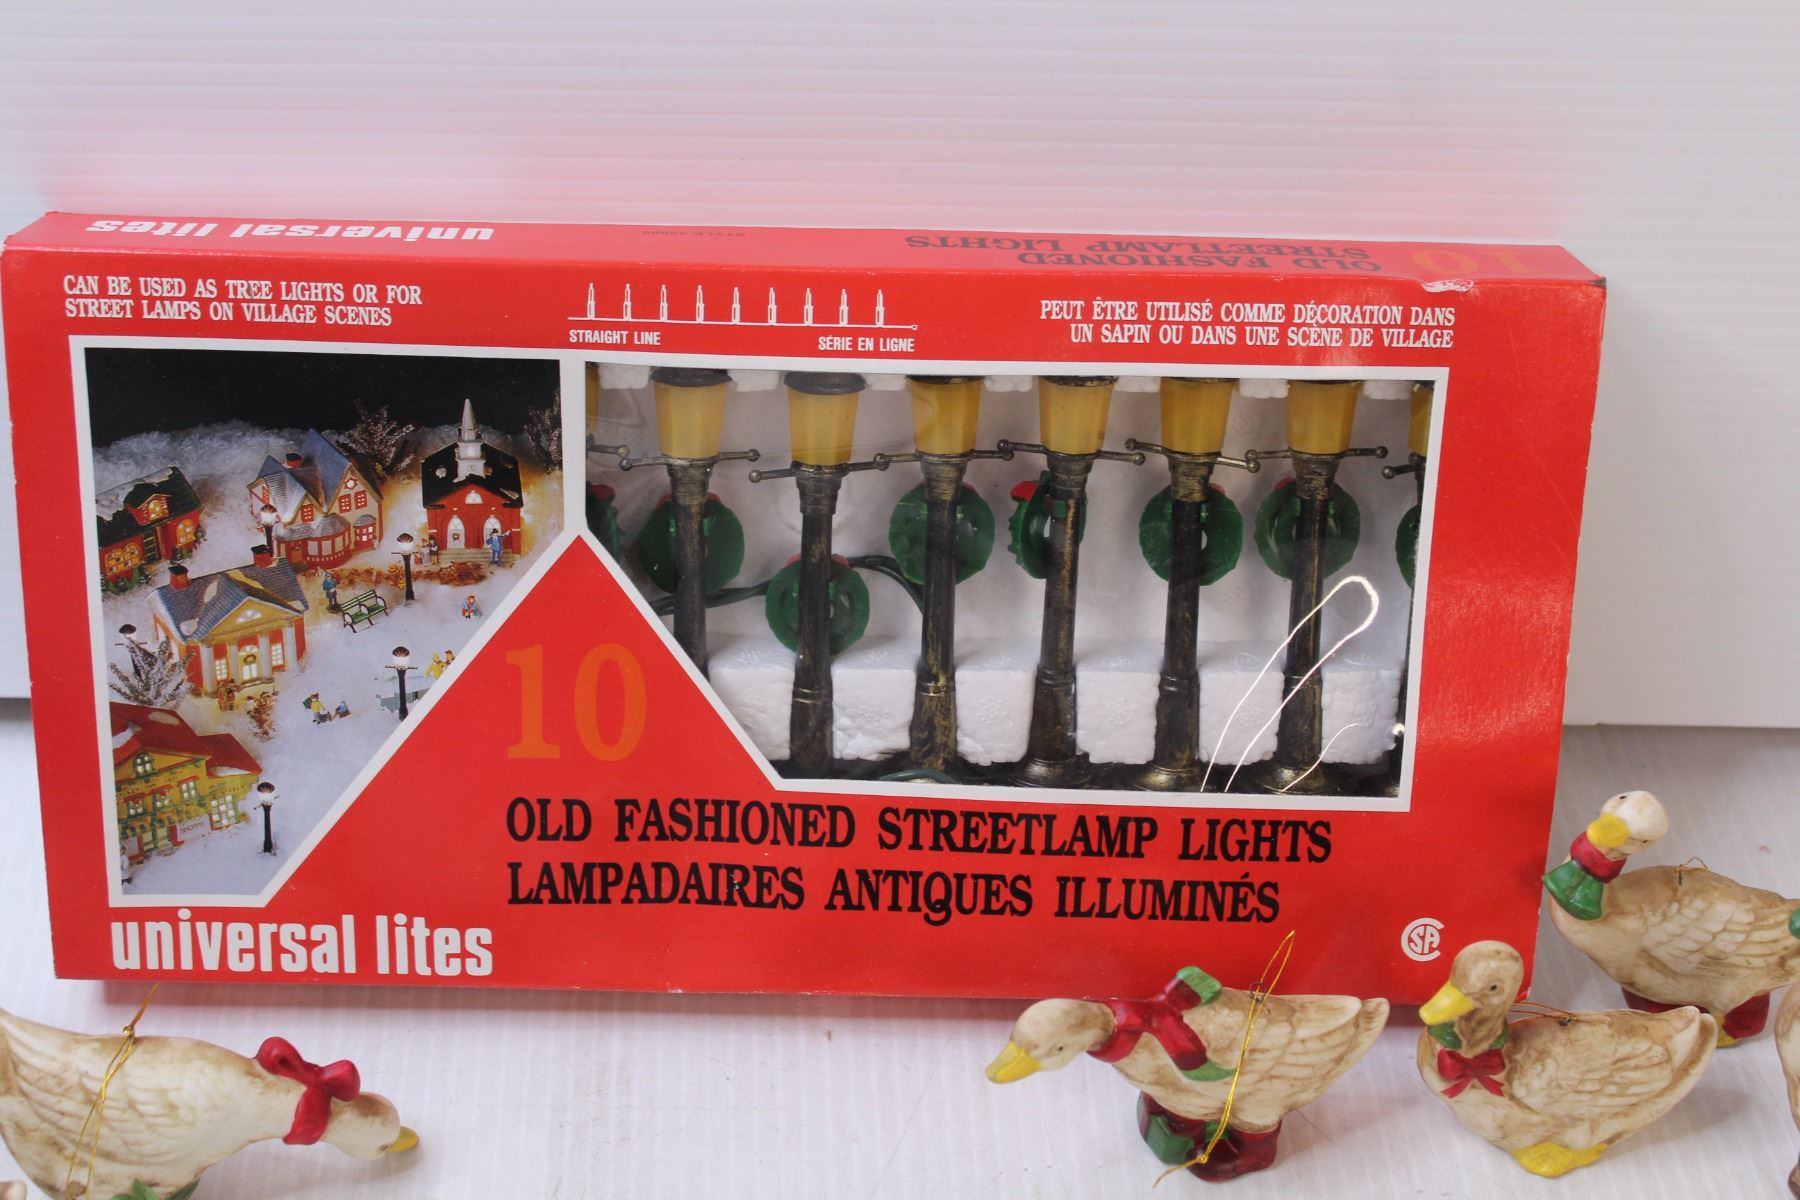 universal lites
10
OLD FASHIONED
STREETLAMP LIGHTS
CAN BE USED AS TREE LIGHTS OR FOR
STREET LAMPS ON VILLAGE SCENES
STRAIGHT LINE
SÉRIE EN LIGNE
PEUT ÊTRE UTILISÉ COMME DÉCORATION DANS
UN SAPIN OU DANS UNE SCÈNE DE VILLAGE
10
OLD FASHIONED STREETLAMP LIGHTS
LAMPADAIRES ANTIQUES ILLUMINÉS
universal lites
CSA